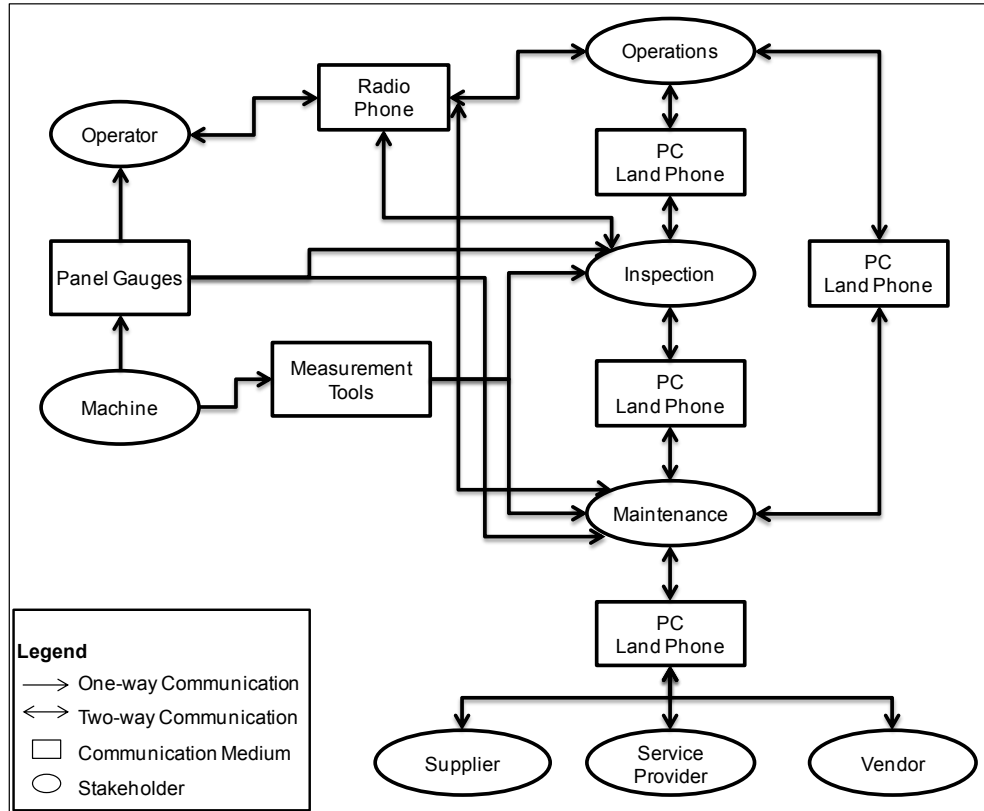 Operations
Radio
Phone
Operator
PC
Land Phone
Panel Gauges
Inspection
PC
Land Phone
Measurement
Tools
Machine
PC
Land Phone
Maintenance
PC
Land Phone
Legend
One-way Communication
Two-way Communication
Communication Medium
Stakeholder
Supplier
Service
Provider
Vendor